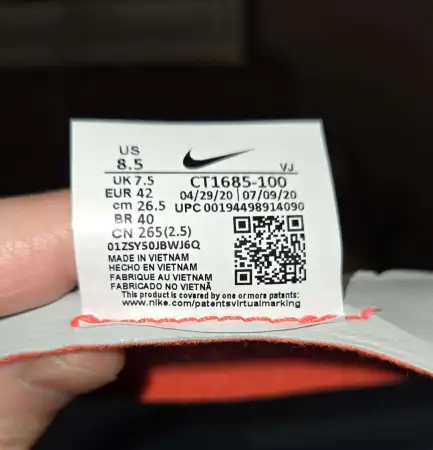 US
8.5
VJ
UK 7.5
CT1685-100
EUR 42
04/29/20 | 07/09/20
cm 26.5
UPC 00194498914090
BR 40
CN 265(2.5)
01ZSY50JBWJ6Q
MADE IN VIETNAM
HECHO EN VIETNAM
FABRIQUE AU VIETNAM
FABRICADO NO VIETNÃ
This product is covered by one or more patents:
www.nike.com/patentsvirtualmarking